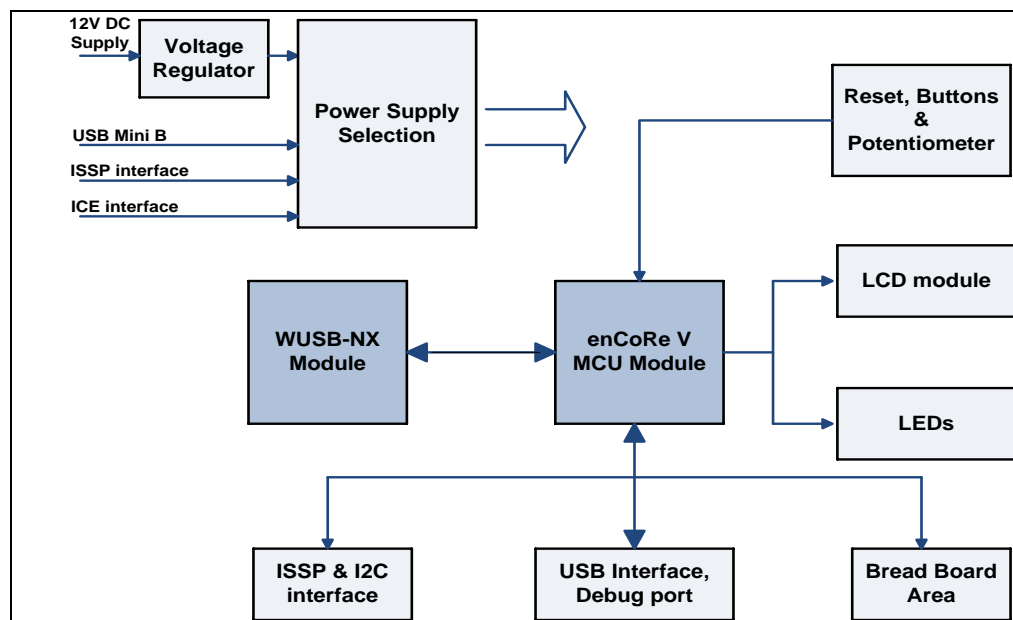 12V DC
Supply
Voltage
Regulator
Power Supply
Selection
USB Mini B
ISSP interface
ICE interface
Reset, Buttons
&
Potentiometer
LCD module
WUSB-NX
Module
enCoRe V
MCU Module
LEDs
ISSP & I2C
interface
USB Interface,
Debug port
Bread Board
Area